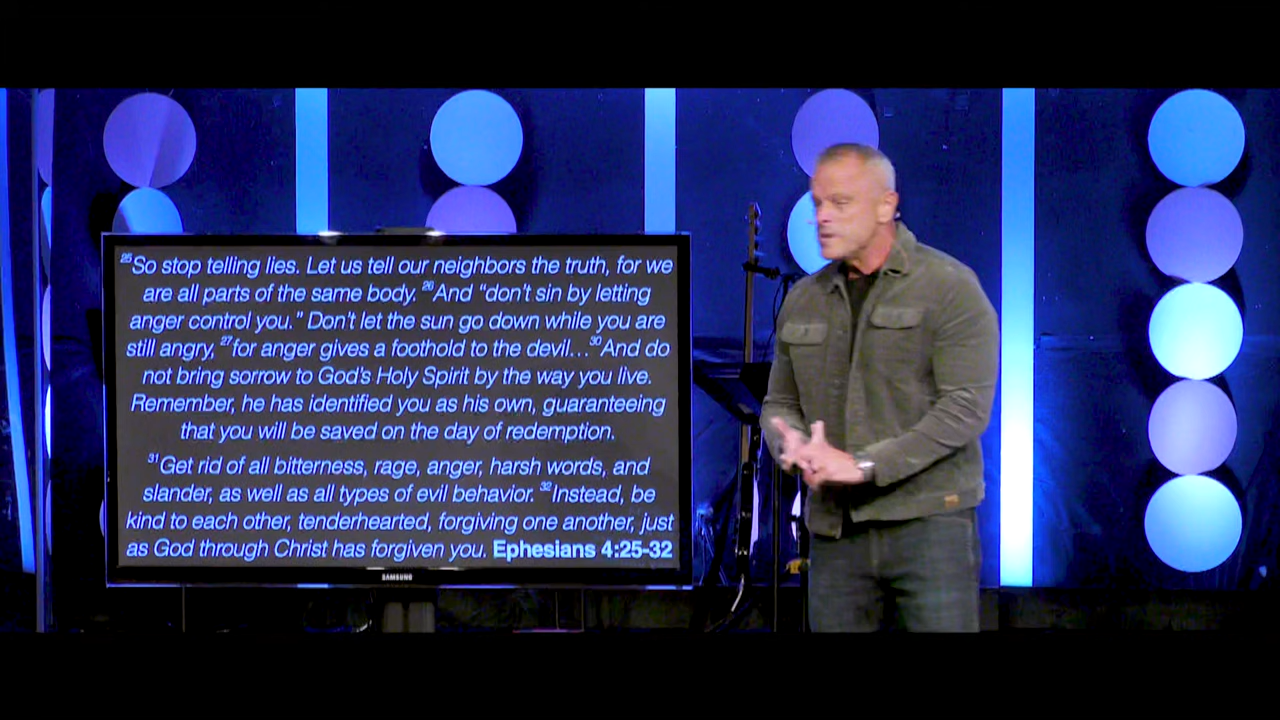 ²⁵So stop telling lies. Let us tell our neighbors the truth, for we
are all parts of the same body. ²⁶And “don’t sin by letting
anger control you.” Don’t let the sun go down while you are
still angry, ²⁷for anger gives a foothold to the devil…³⁰And do
not bring sorrow to God’s Holy Spirit by the way you live.
Remember, he has identified you as his own, guaranteeing
that you will be saved on the day of redemption.
³¹Get rid of all bitterness, rage, anger, harsh words, and
slander, as well as all types of evil behavior. ³²Instead, be
kind to each other, tenderhearted, forgiving one another, just
as God through Christ has forgiven you. Ephesians 4:25-32
SAMSUNG